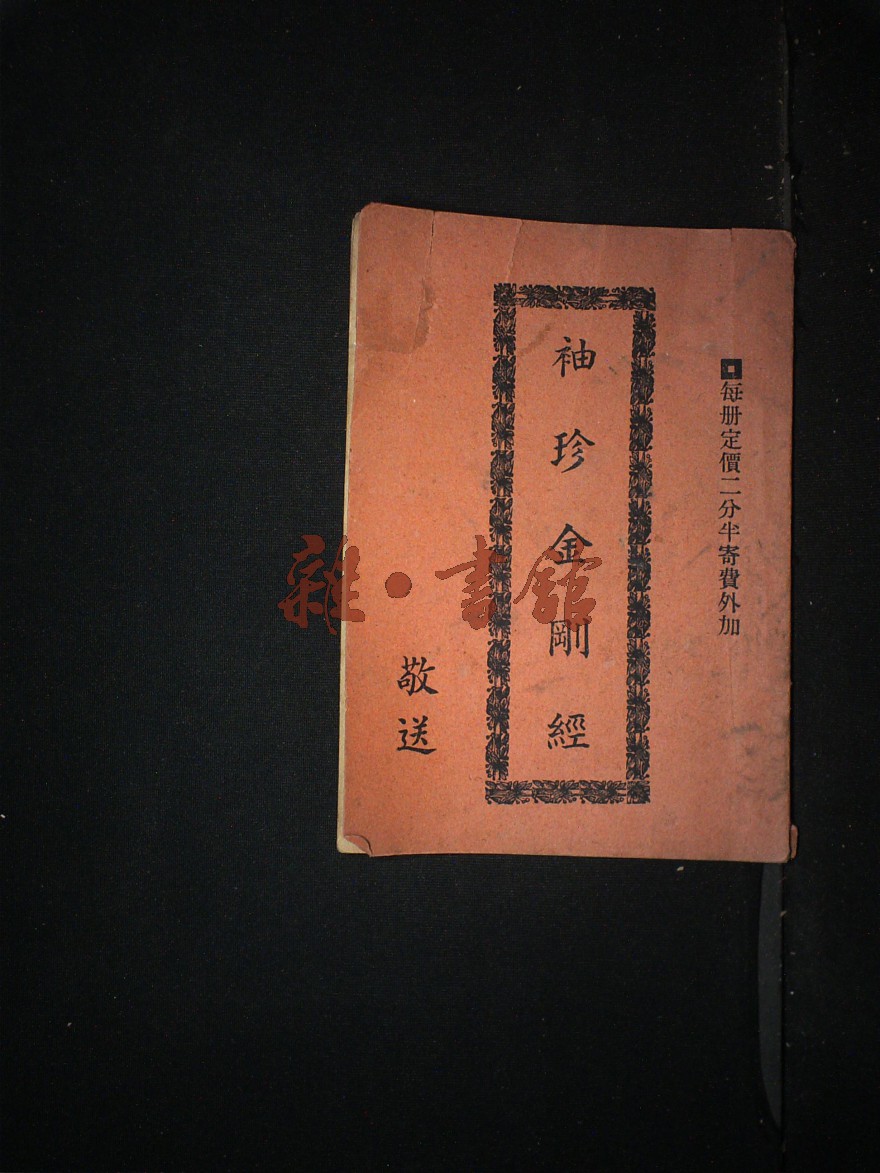 每册定價二分半寄費外加
袖珍金剛經
敬送
雜·書館